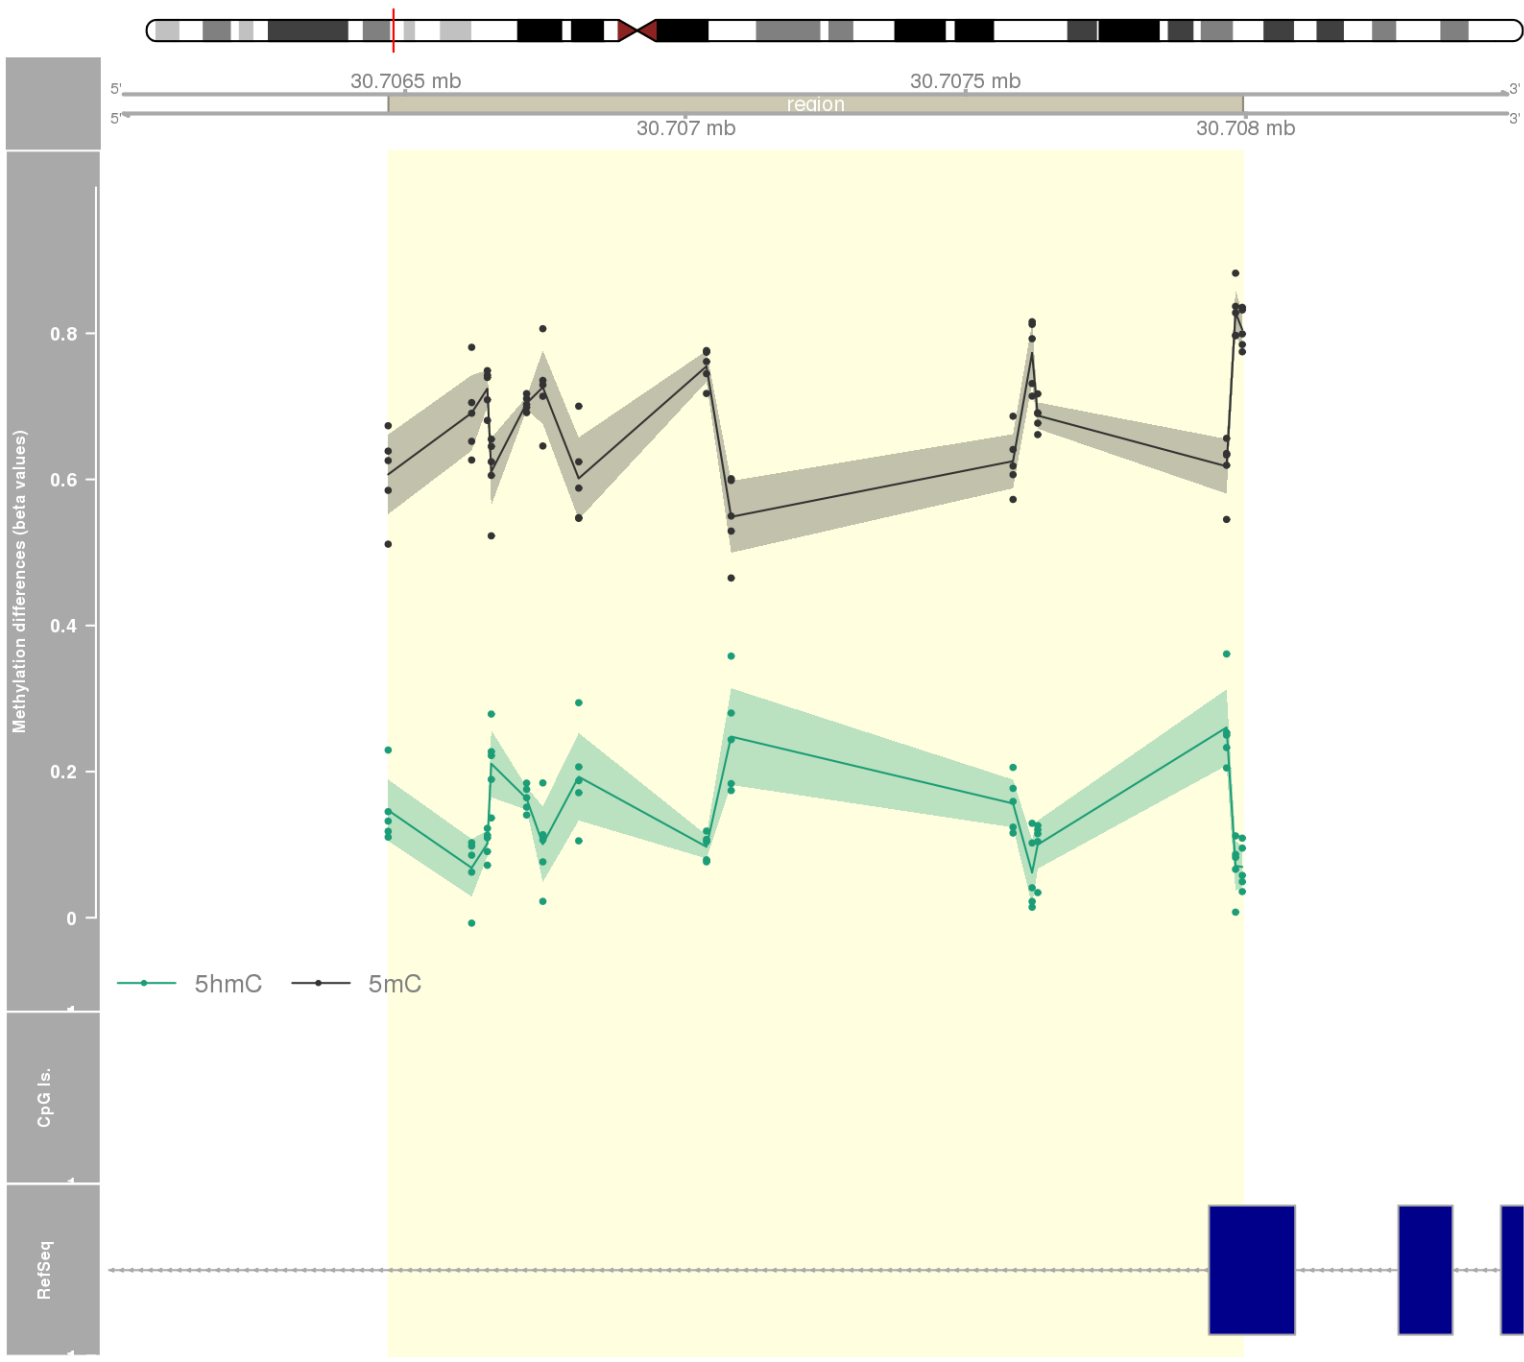 30.7065 mb
30.7075 mb
5'
3'
region
5'
3'
30.707 mb
30.708 mb
Methylation differences (beta values)
0.8
0.6
0.4
0.2
0
5hmC
5mC
CpG Is.
RefSeq